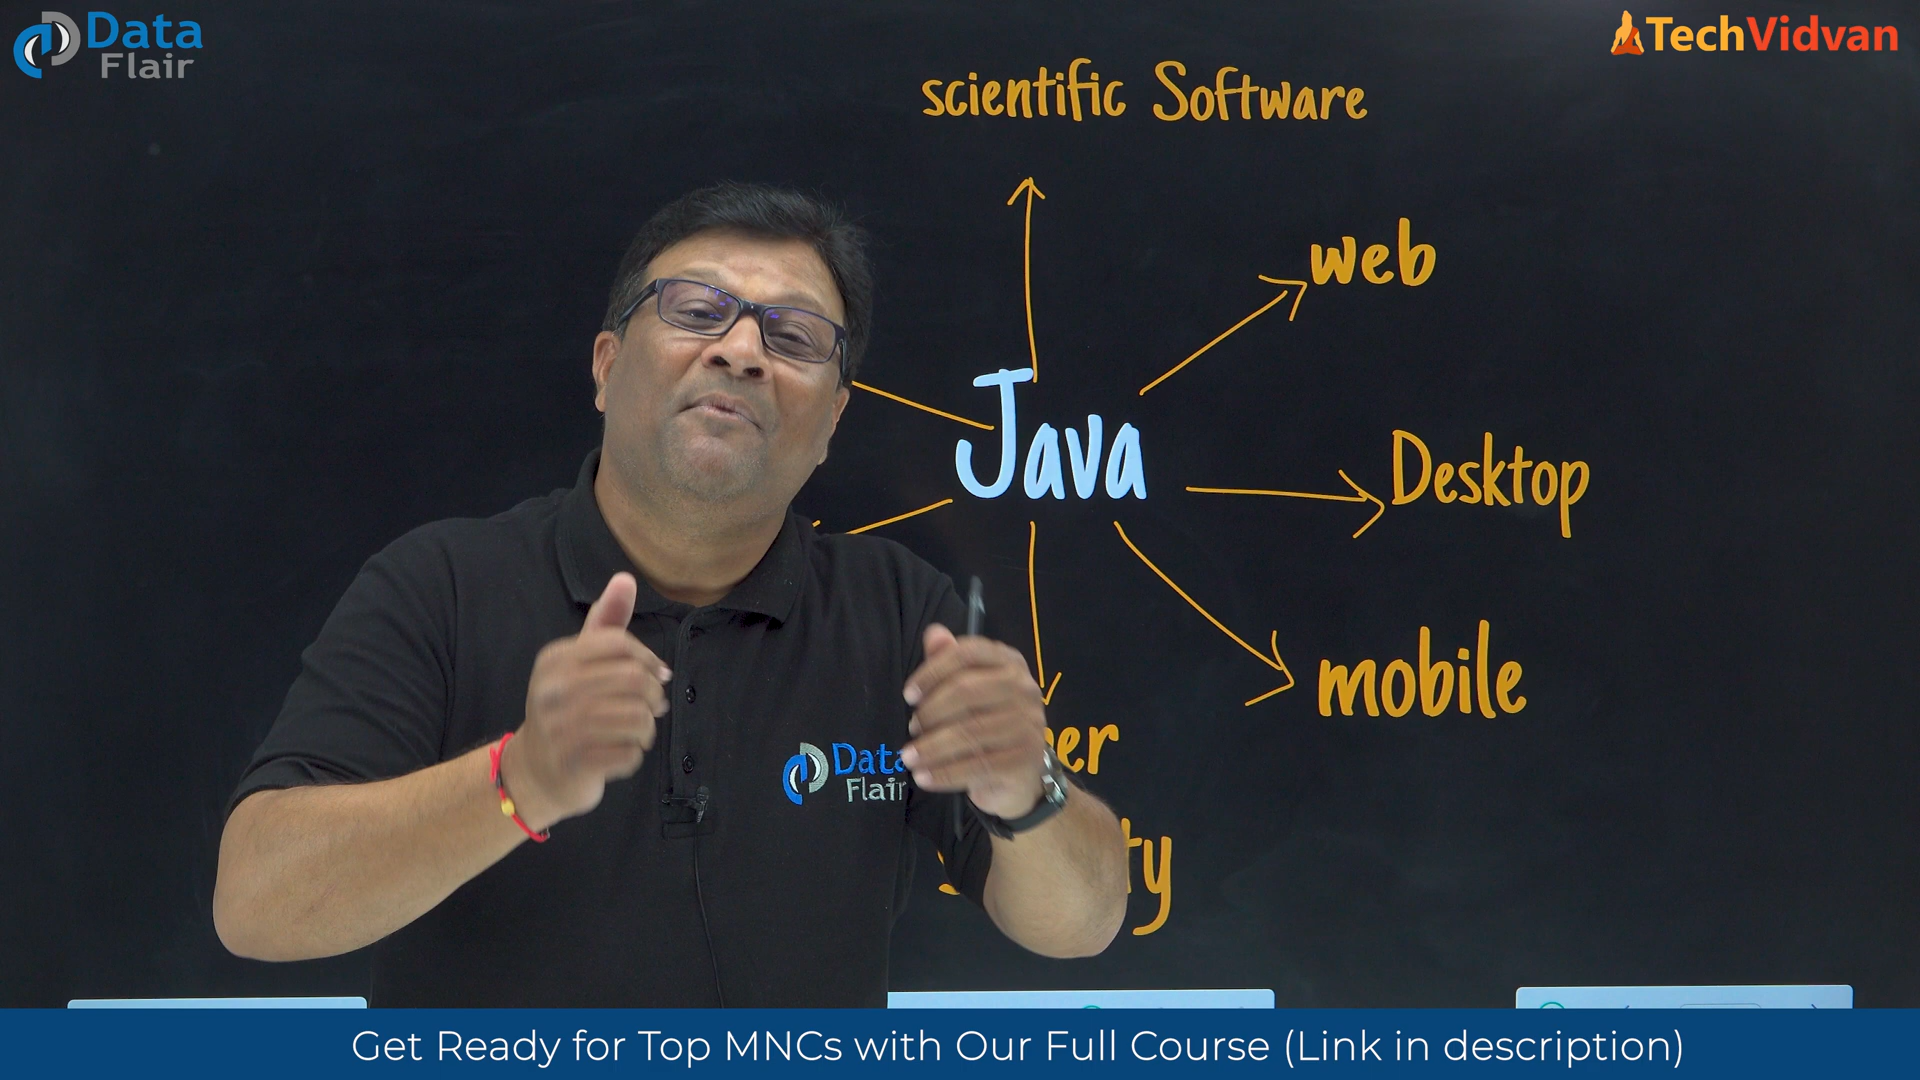 Data
Flair
TechVidvan
scientific Software
web
Java
Desktop
mobile
Data
Flair
Get Ready for Top MNCs with Our Full Course (Link in description)